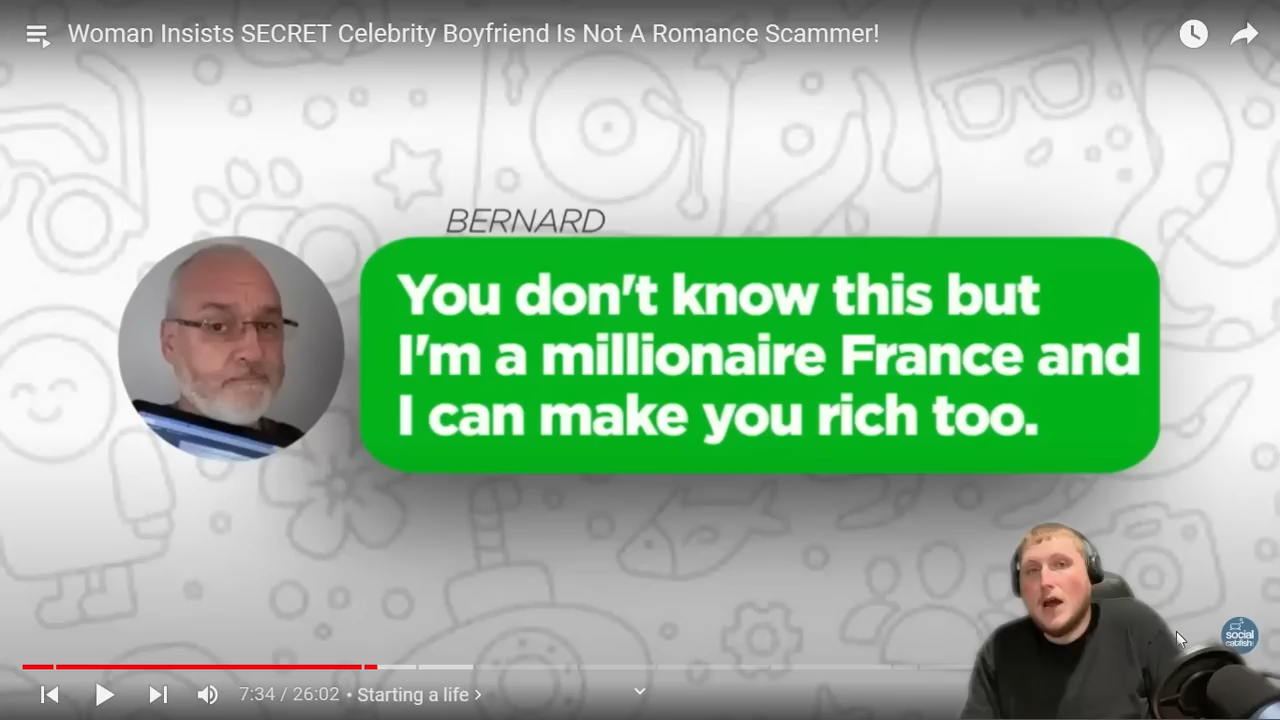 Woman Insists SECRET Celebrity Boyfriend Is Not A Romance Scammer!
BERNARD
You don't know this but
I'm a millionaire France and
I can make you rich too.
social
catfish
7:34 / 26:02 • Starting a life ›